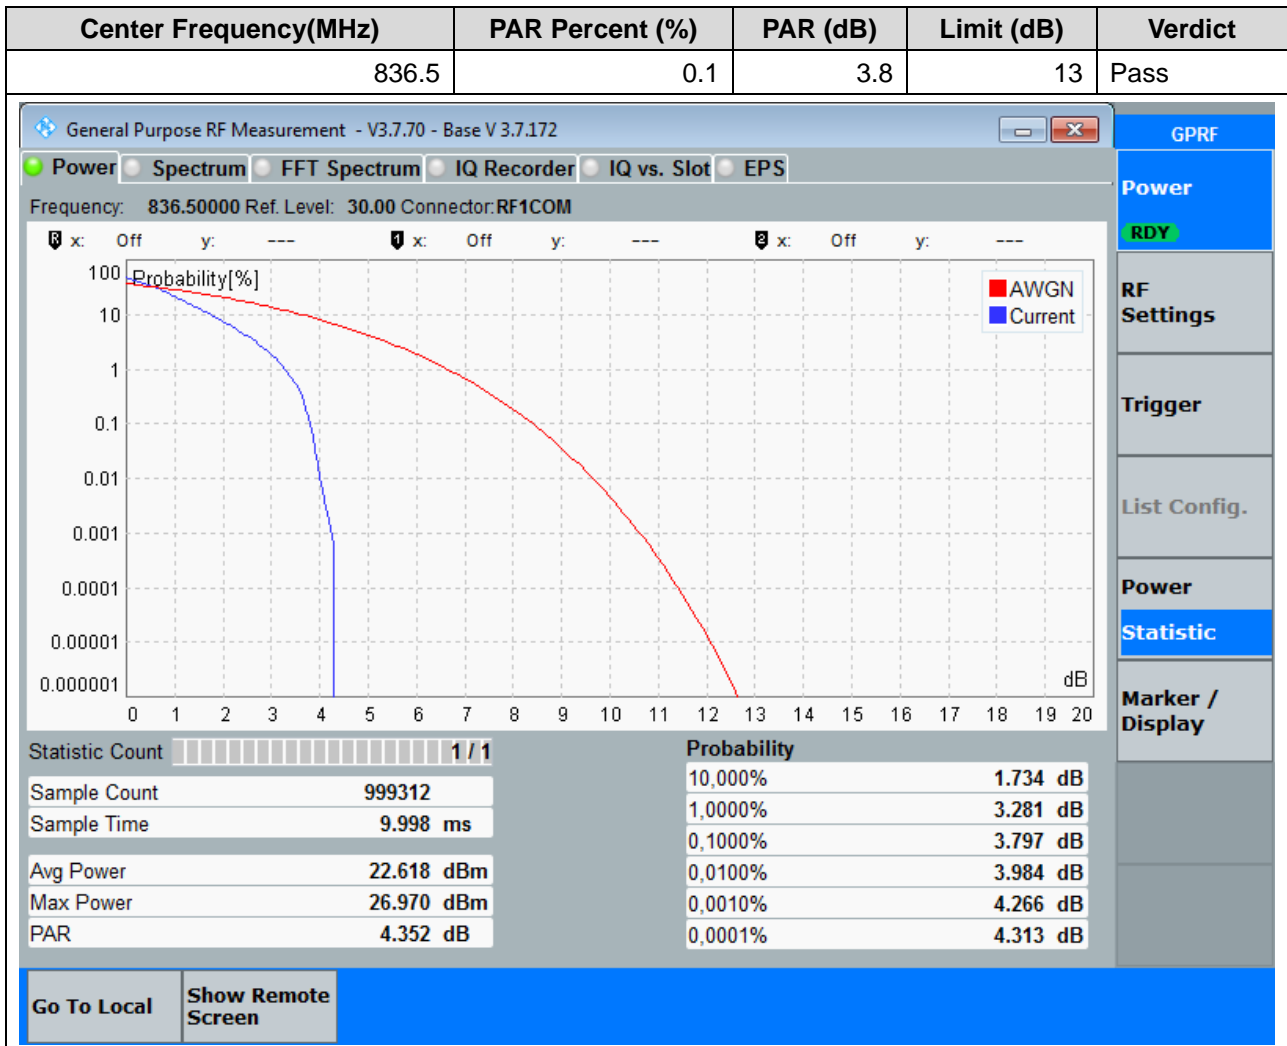 Center Frequency(MHz) PAR Percent (%) PAR (dB) Limit (dB) Verdict
836.5 0.1 3.8 13 Pass
General Purpose RF Measurement - V3.7.70 - Base V 3.7.172
GPRF
Power Spectrum FFT Spectrum IQ Recorder IQ vs. Slot EPS
Frequency: 836.50000 Ref. Level: 30.00 Connector: RF1COM
R x: Off y: --- 1 x: Off y: --- 2 x: Off y: ---
Probability[%]
AWGN
Current
100
10
1
0.1
0.01
0.001
0.0001
0.00001
0.000001
dB
0 1 2 3 4 5 6 7 8 9 10 11 12 13 14 15 16 17 18 19 20
Statistic Count 1 / 1
Sample Count 999312
Sample Time 9.998 ms
Avg Power 22.618 dBm
Max Power 26.970 dBm
PAR 4.352 dB
Probability
10,000% 1.734 dB
1,0000% 3.281 dB
0,1000% 3.797 dB
0,0100% 3.984 dB
0,0010% 4.266 dB
0,0001% 4.313 dB
Power
RDY
RF
Settings
Trigger
List Config.
Power
Statistic
Marker /
Display
Go To Local
Show Remote
Screen